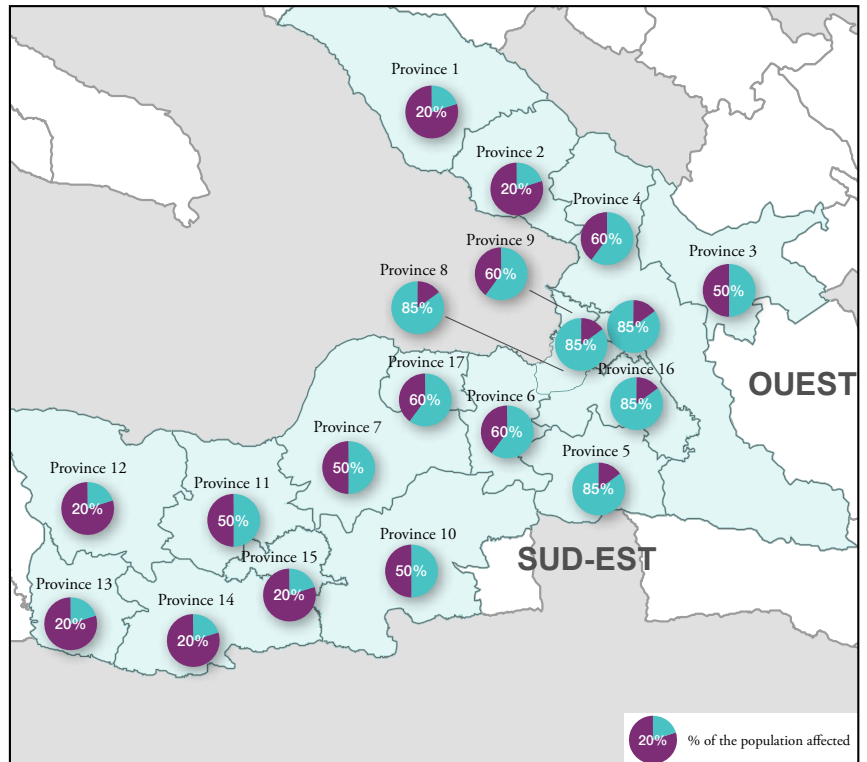 Province 1
20%
Province 2
20%
Province 4
60%
Province 9
60%
Province 3
50%
Province 8
85%
85%
85%
Province 17
60%
Province 16
85%
OUEST
Province 6
60%
Province 7
50%
Province 5
85%
Province 12
20%
Province 11
50%
Province 10
50%
SUD-EST
Province 15
20%
Province 13
20%
Province 14
20%
20% % of the population affected